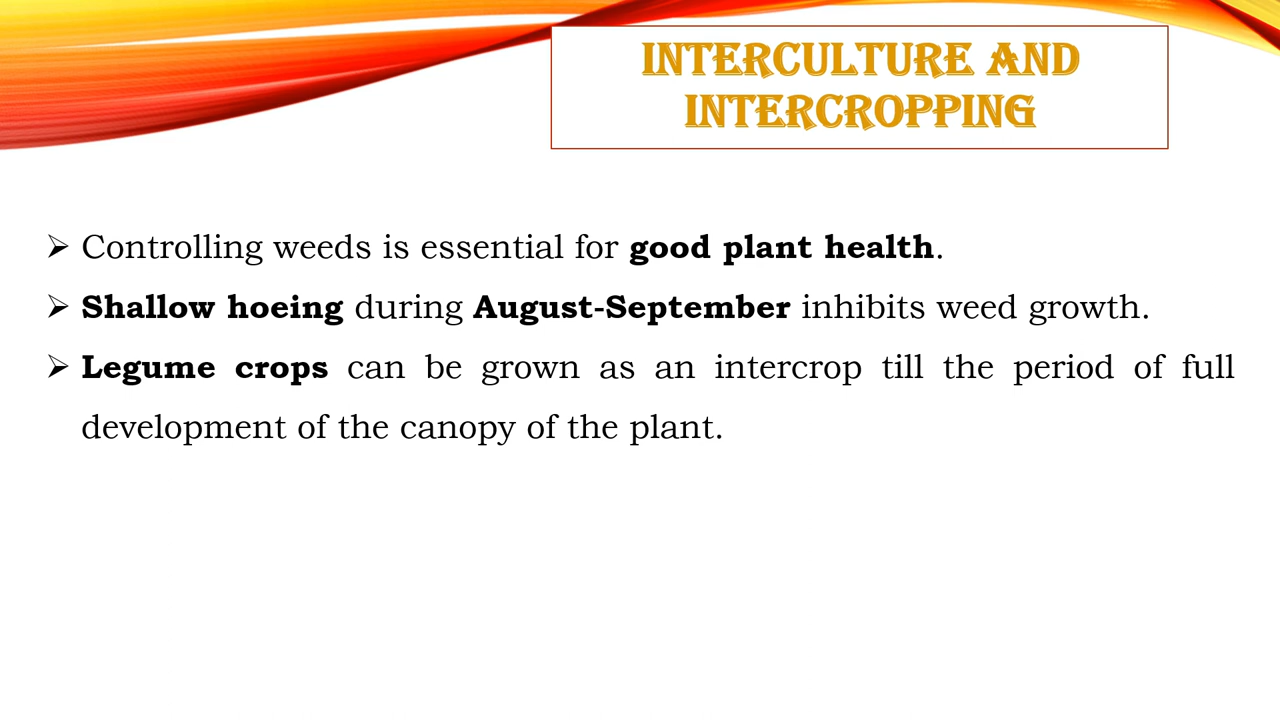 INTERCULTURE AND
INTERCROPPING
➢ Controlling weeds is essential for good plant health.
➢ Shallow hoeing during August-September inhibits weed growth.
➢ Legume crops can be grown as an intercrop till the period of full
development of the canopy of the plant.